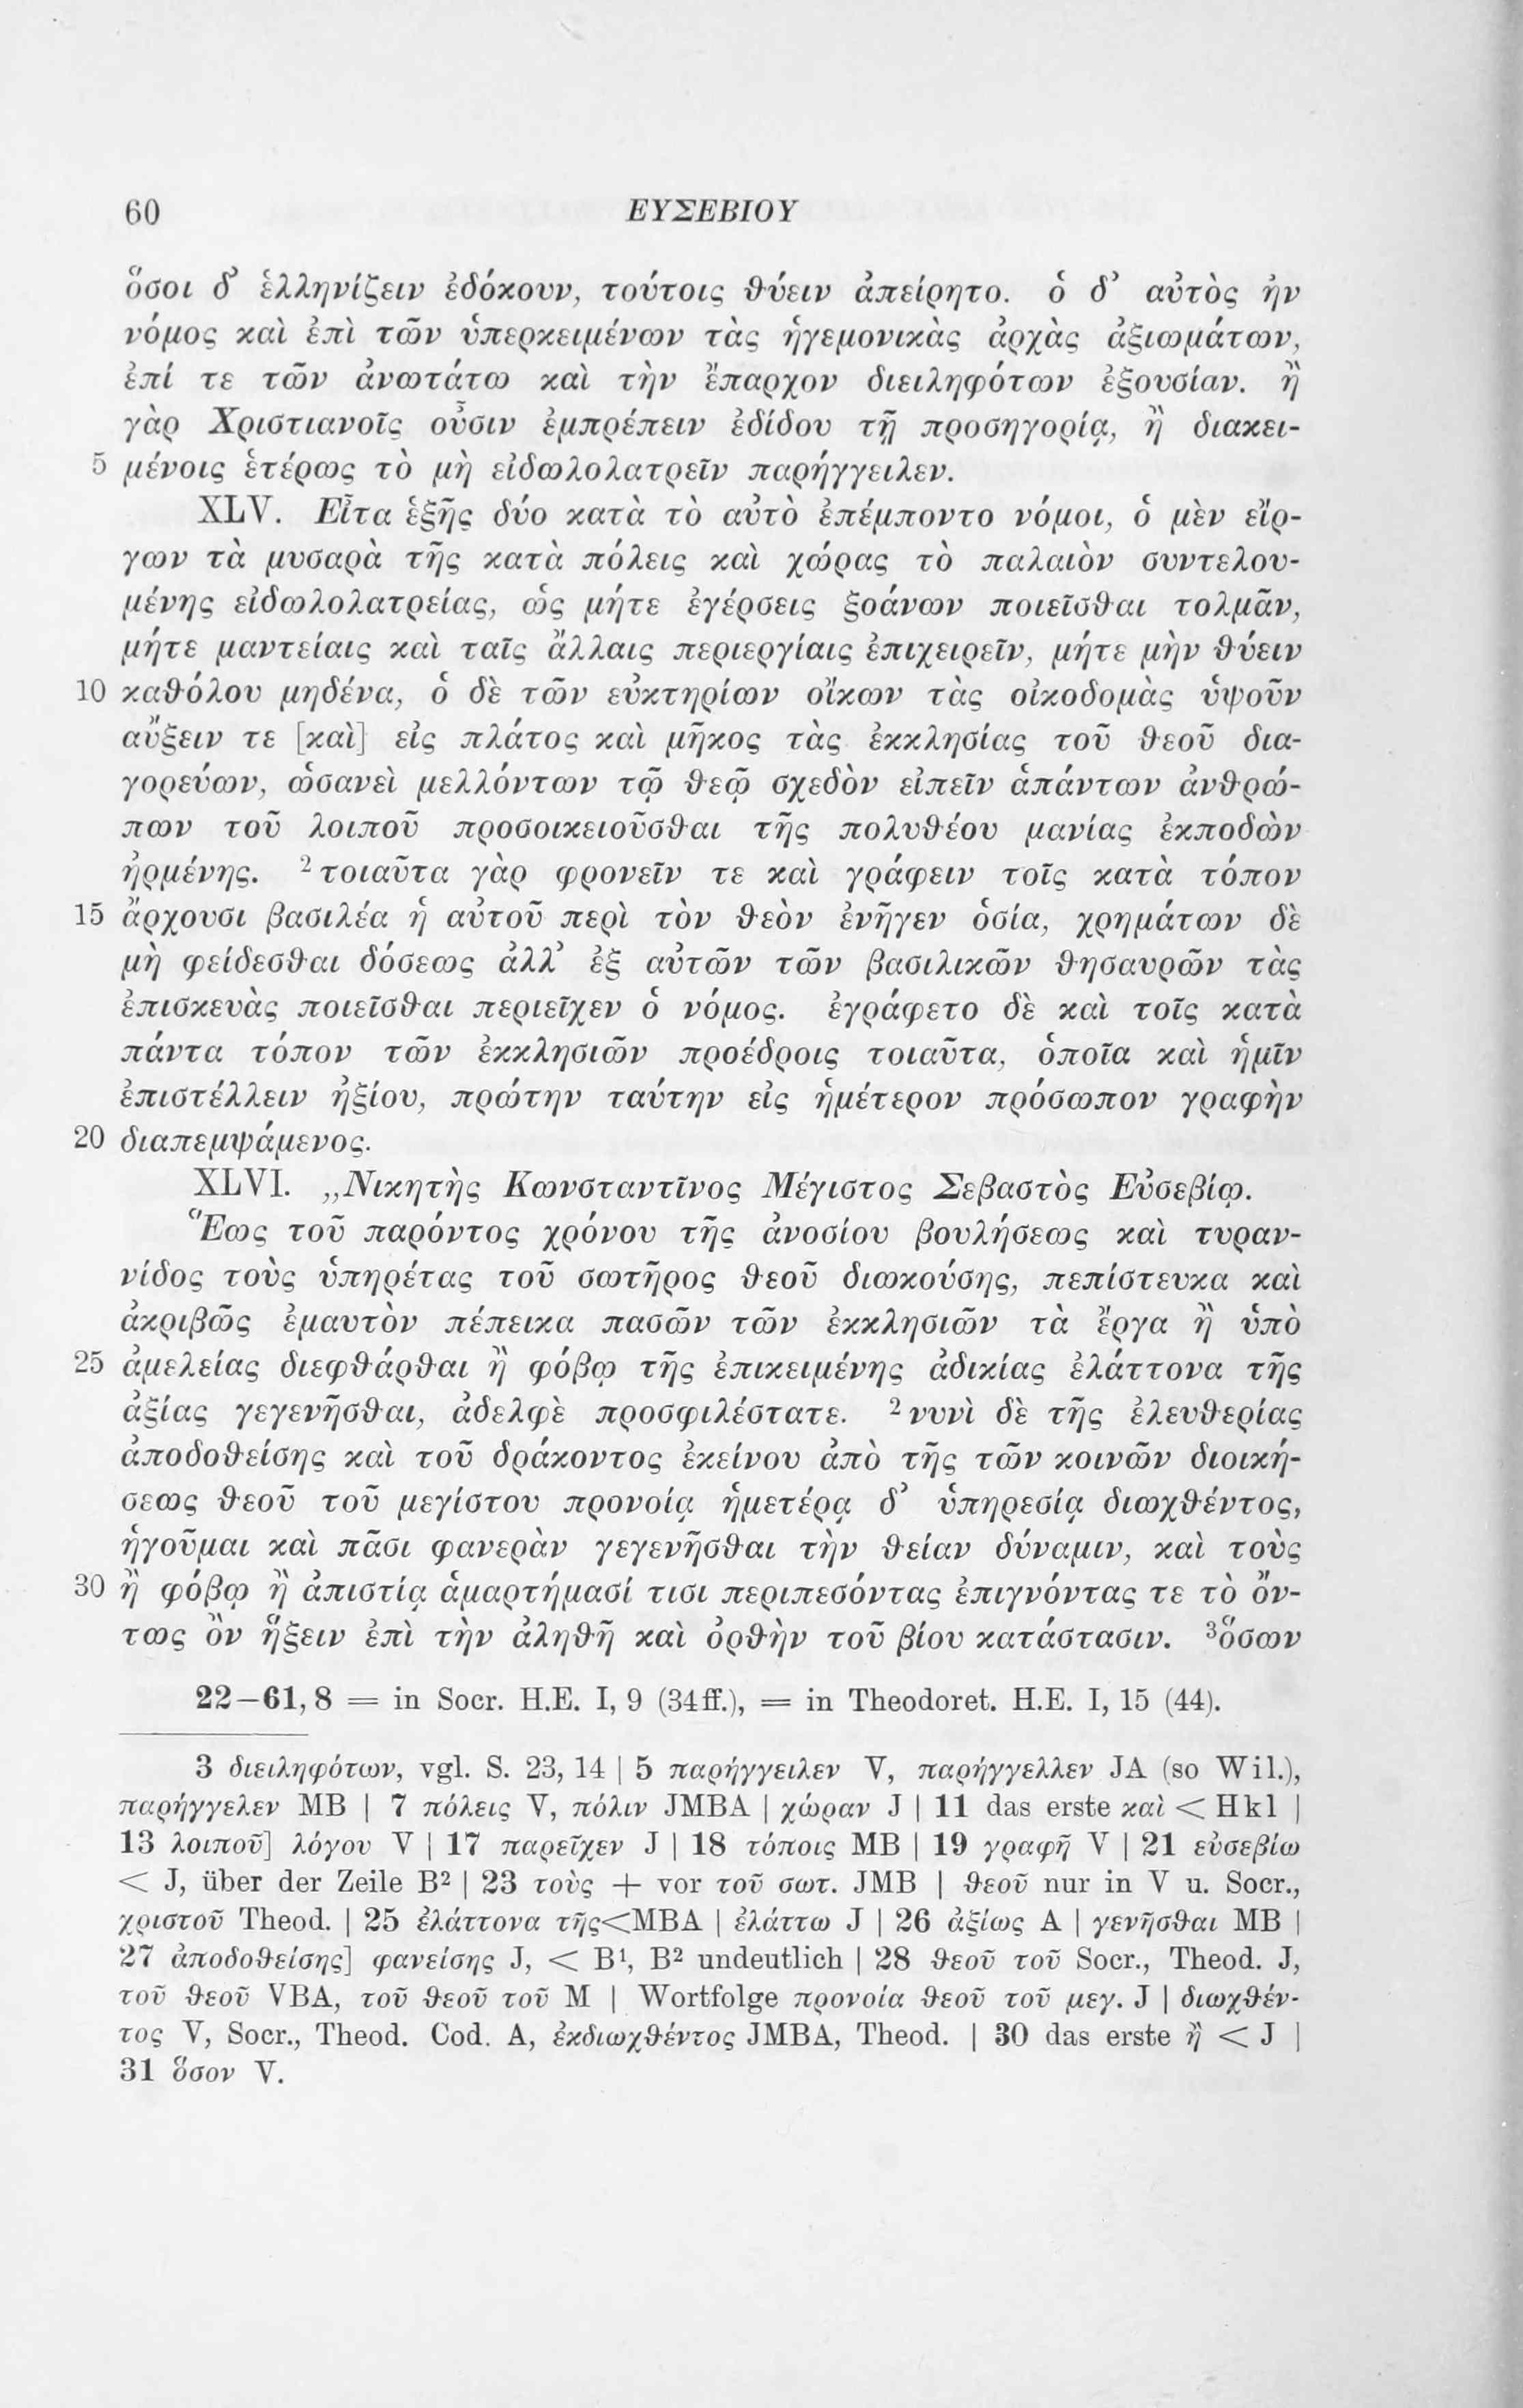 60 ΕΥΣΕΒΙΟΥ
ὅσοι δ’ ἑλληνίζειν ἐδόκουν, τούτοις θύειν ἀπείρητο. ὁ δ’ αὐτὸς ἦν
νόμος καὶ ἐπὶ τῶν ὑπερκειμένων τὰς ἡγεμονικὰς ἀρχὰς ἀξιωμάτων,
ἐπί τε τῶν ἀνωτάτω καὶ τὴν ἔπαρχον διειληφότων ἐξουσίαν. ἢ
γὰρ Χριστιανοῖς οὖσιν ἐμπρέπειν ἐδίδου τῇ προσηγορίᾳ, ἢ διακει-
5 μένοις ἑτέρως τὸ μὴ εἰδωλολατρεῖν παρήγγειλεν.
XLV. Εἶτα ἑξῆς δύο κατὰ τὸ αὐτὸ ἐπέμποντο νόμοι, ὁ μὲν εἴρ-
γων τὰ μυσαρὰ τῆς κατὰ πόλεις καὶ χώρας τὸ παλαιὸν συντελου-
μένης εἰδωλολατρείας, ὡς μήτε ἐγέρσεις ξοάνων ποιεῖσθαι τολμᾶν,
μήτε μαντείαις καὶ ταῖς ἄλλαις περιεργίαις ἐπιχειρεῖν, μήτε μὴν θύειν
10 καθόλου μηδένα, ὁ δὲ τῶν εὐκτηρίων οἴκων τὰς οἰκοδομὰς ὑψοῦν
αὔξειν τε [καὶ] εἰς πλάτος καὶ μῆκος τὰς ἐκκλησίας τοῦ θεοῦ δια-
γορεύων, ὡσανεὶ μελλόντων τῷ θεῷ σχεδὸν εἰπεῖν ἁπάντων ἀνθρώ-
πων τοῦ λοιποῦ προσοικειοῦσθαι τῆς πολυθέου μανίας ἐκποδὼν
ἠρμένης. ² τοιαῦτα γὰρ φρονεῖν τε καὶ γράφειν τοῖς κατὰ τόπον
15 ἄρχουσι βασιλέα ἡ αὐτοῦ περὶ τὸν θεὸν ἐνῆγεν ὁσία, χρημάτων δὲ
μὴ φείδεσθαι δόσεως ἀλλ’ ἐξ αὐτῶν τῶν βασιλικῶν θησαυρῶν τὰς
ἐπισκευὰς ποιεῖσθαι περιεῖχεν ὁ νόμος. ἐγράφετο δὲ καὶ τοῖς κατὰ
πάντα τόπον τῶν ἐκκλησιῶν προέδροις τοιαῦτα, ὁποῖα καὶ ἡμῖν
ἐπιστέλλειν ἠξίου, πρώτην ταύτην εἰς ἡμέτερον πρόσωπον γραφὴν
20 διαπεμψάμενος.
XLVI. „Νικητὴς Κωνσταντῖνος Μέγιστος Σεβαστὸς Εὐσεβίῳ.
Ἕως τοῦ παρόντος χρόνου τῆς ἀνοσίου βουλήσεως καὶ τυραν-
νίδος τοὺς ὑπηρέτας τοῦ σωτῆρος θεοῦ διωκούσης, πεπίστευκα καὶ
ἀκριβῶς ἐμαυτὸν πέπεικα πασῶν τῶν ἐκκλησιῶν τὰ ἔργα ἢ ὑπὸ
25 ἀμελείας διεφθάρθαι ἢ φόβῳ τῆς ἐπικειμένης ἀδικίας ἐλάττονα τῆς
ἀξίας γεγενῆσθαι, ἀδελφὲ προσφιλέστατε. ² νυνὶ δὲ τῆς ἐλευθερίας
ἀποδοθείσης καὶ τοῦ δράκοντος ἐκείνου ἀπὸ τῆς τῶν κοινῶν διοική-
σεως θεοῦ τοῦ μεγίστου προνοίᾳ ἡμετέρᾳ δ’ ὑπηρεσίᾳ διωχθέντος,
ἡγοῦμαι καὶ πᾶσι φανερὰν γεγενῆσθαι τὴν θείαν δύναμιν, καὶ τοὺς
30 ἢ φόβῳ ἢ ἀπιστίᾳ ἁμαρτήμασί τισι περιπεσόντας ἐπιγνόντας τε τὸ ὄν-
τως ὂν ἥξειν ἐπὶ τὴν ἀληθῆ καὶ ὀρθὴν τοῦ βίου κατάστασιν. ³ὅσων
22–61, 8 = in Socr. H.E. I, 9 (34ff.), = in Theodoret. H.E. I, 15 (44).
3 διειληφότων, vgl. S. 23, 14 | 5 παρήγγειλεν V, παρήγγελλεν JA (so Wil.),
παρήγγελεν MB | 7 πόλεις V, πόλιν JMBA | χώραν J | 11 das erste καὶ < Hkl |
13 λοιποῦ] λόγου V | 17 παρεῖχεν J | 18 τόποις MB | 19 γραφῆ V | 21 εὐσεβίω
< J, über der Zeile B² | 23 τοὺς + vor τοῦ σωτ. JMB | θεοῦ nur in V u. Socr.,
χριστοῦ Theod. | 25 ἐλάττονα τῆς<MBA | ἐλάττω J | 26 ἀξίως A | γενῆσθαι MB |
27 ἀποδοθείσης] φανείσης J, < B¹, B² undeutlich | 28 θεοῦ τοῦ Socr., Theod. J,
τοῦ θεοῦ VBA, τοῦ θεοῦ τοῦ M | Wortfolge προνοία θεοῦ τοῦ μεγ. J | διωχθέν-
τος V, Socr., Theod. Cod. A, ἐκδιωχθέντος JMBA, Theod. | 30 das erste ἢ < J |
31 ὅσον V.